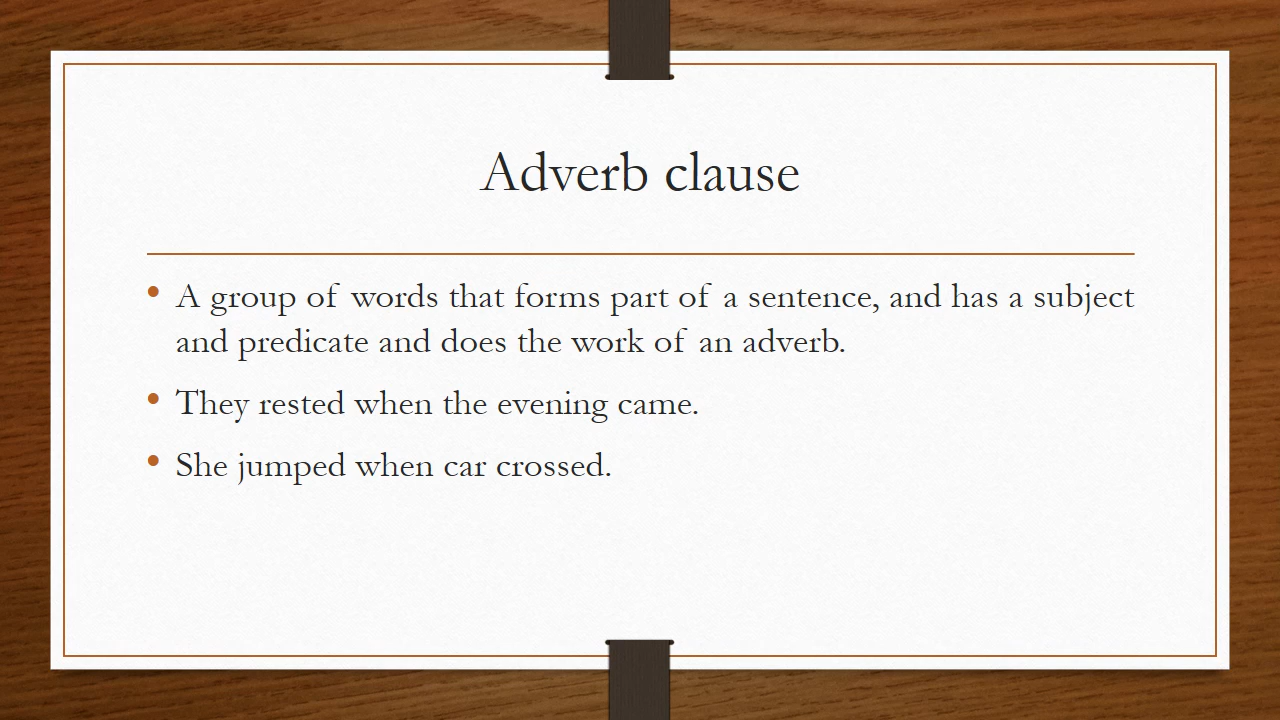 Adverb clause
• A group of words that forms part of a sentence, and has a subject
and predicate and does the work of an adverb.
• They rested when the evening came.
• She jumped when car crossed.